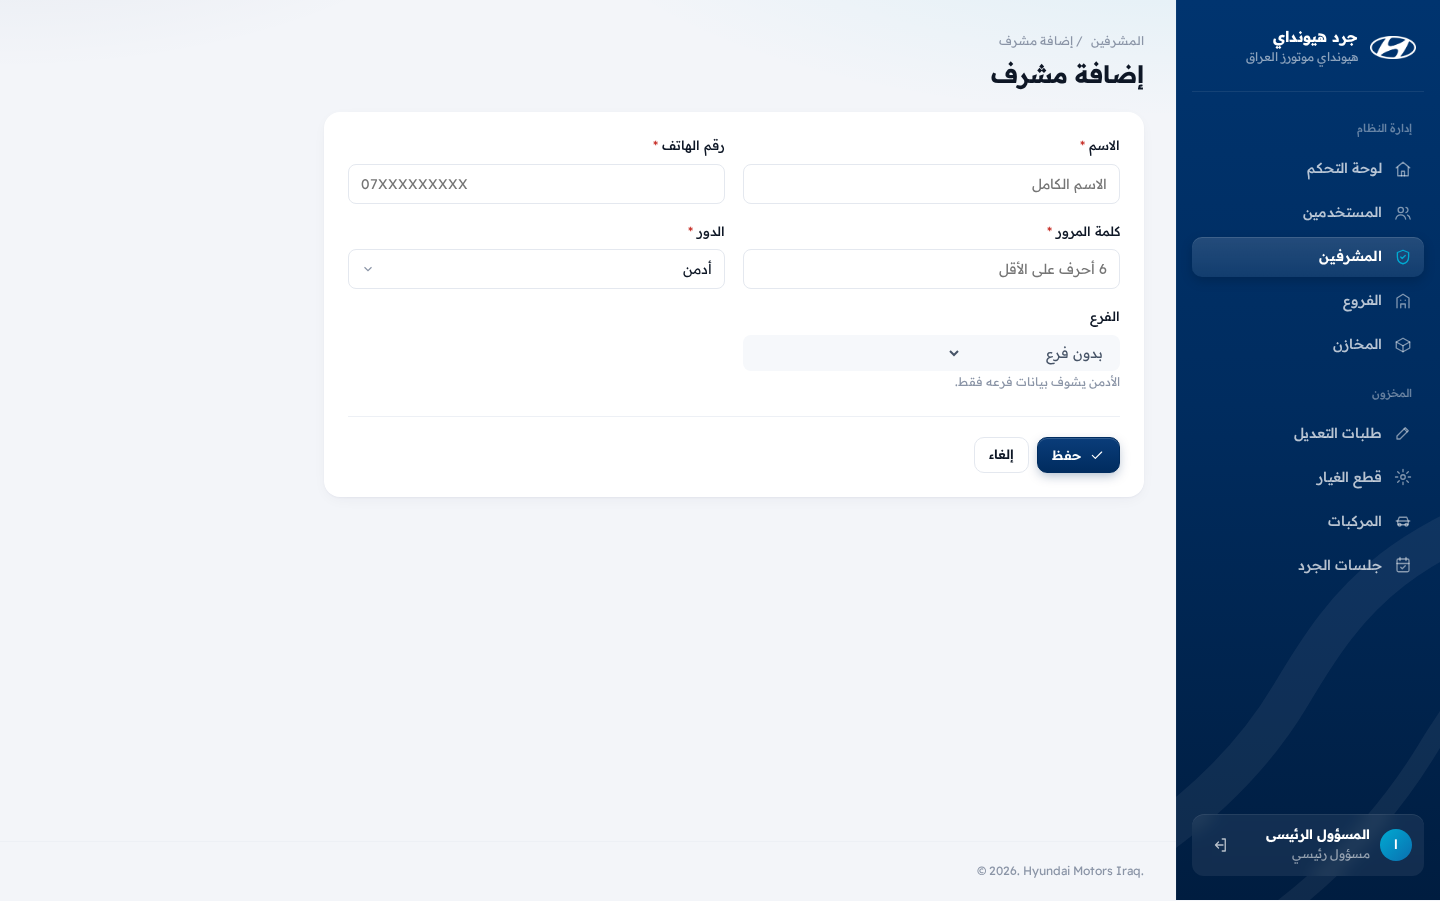 جرد هيونداي
هيونداي موتورز العراق
إدارة النظام
لوحة التحكم
المستخدمين
المشرفين
الفروع
المخازن
المخزون
طلبات التعديل
قطع الغيار
المركبات
جلسات الجرد
ا
المسؤول الرئيسي
مسؤول رئيسي
المشرفين / إضافة مشرف
إضافة مشرف
الاسم *
الاسم الكامل
رقم الهاتف *
07XXXXXXXXX
كلمة المرور *
6 أحرف على الأقل
الدور *
أدمن
الفرع
بدون فرع
الأدمن يشوف بيانات فرعه فقط.
حفظ
إلغاء
© 2026. Hyundai Motors Iraq.